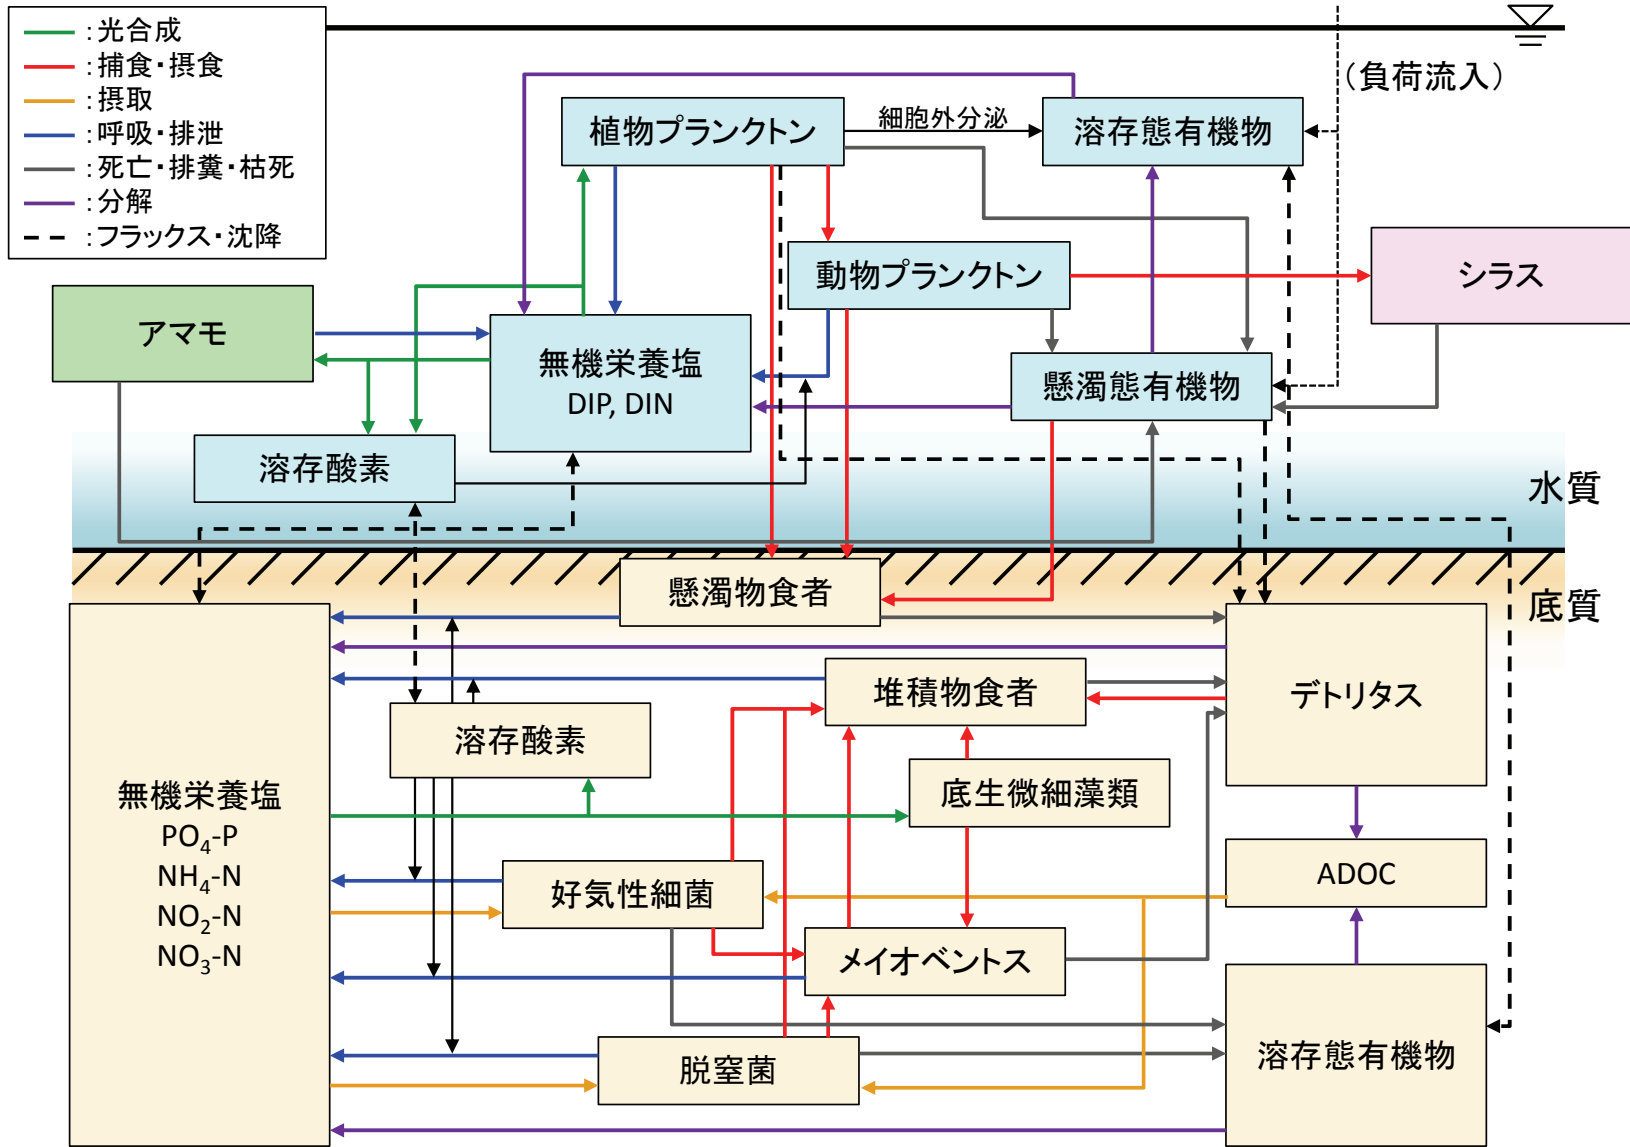 ：光合成
：捕食・摂食
：摂取
：呼吸・排泄
：死亡・排糞・枯死
：分解
：フラックス・沈降
（負荷流入）
植物プランクトン
細胞外分泌
溶存態有機物
動物プランクトン
シラス
アマモ
無機栄養塩
DIP, DIN
懸濁態有機物
溶存酸素
水質
底質
懸濁物食者
堆積物食者
デトリタス
溶存酸素
底生微細藻類
無機栄養塩
PO₄-P
NH₄-N
NO₂-N
NO₃-N
好気性細菌
ADOC
メイオベントス
脱窒菌
溶存態有機物